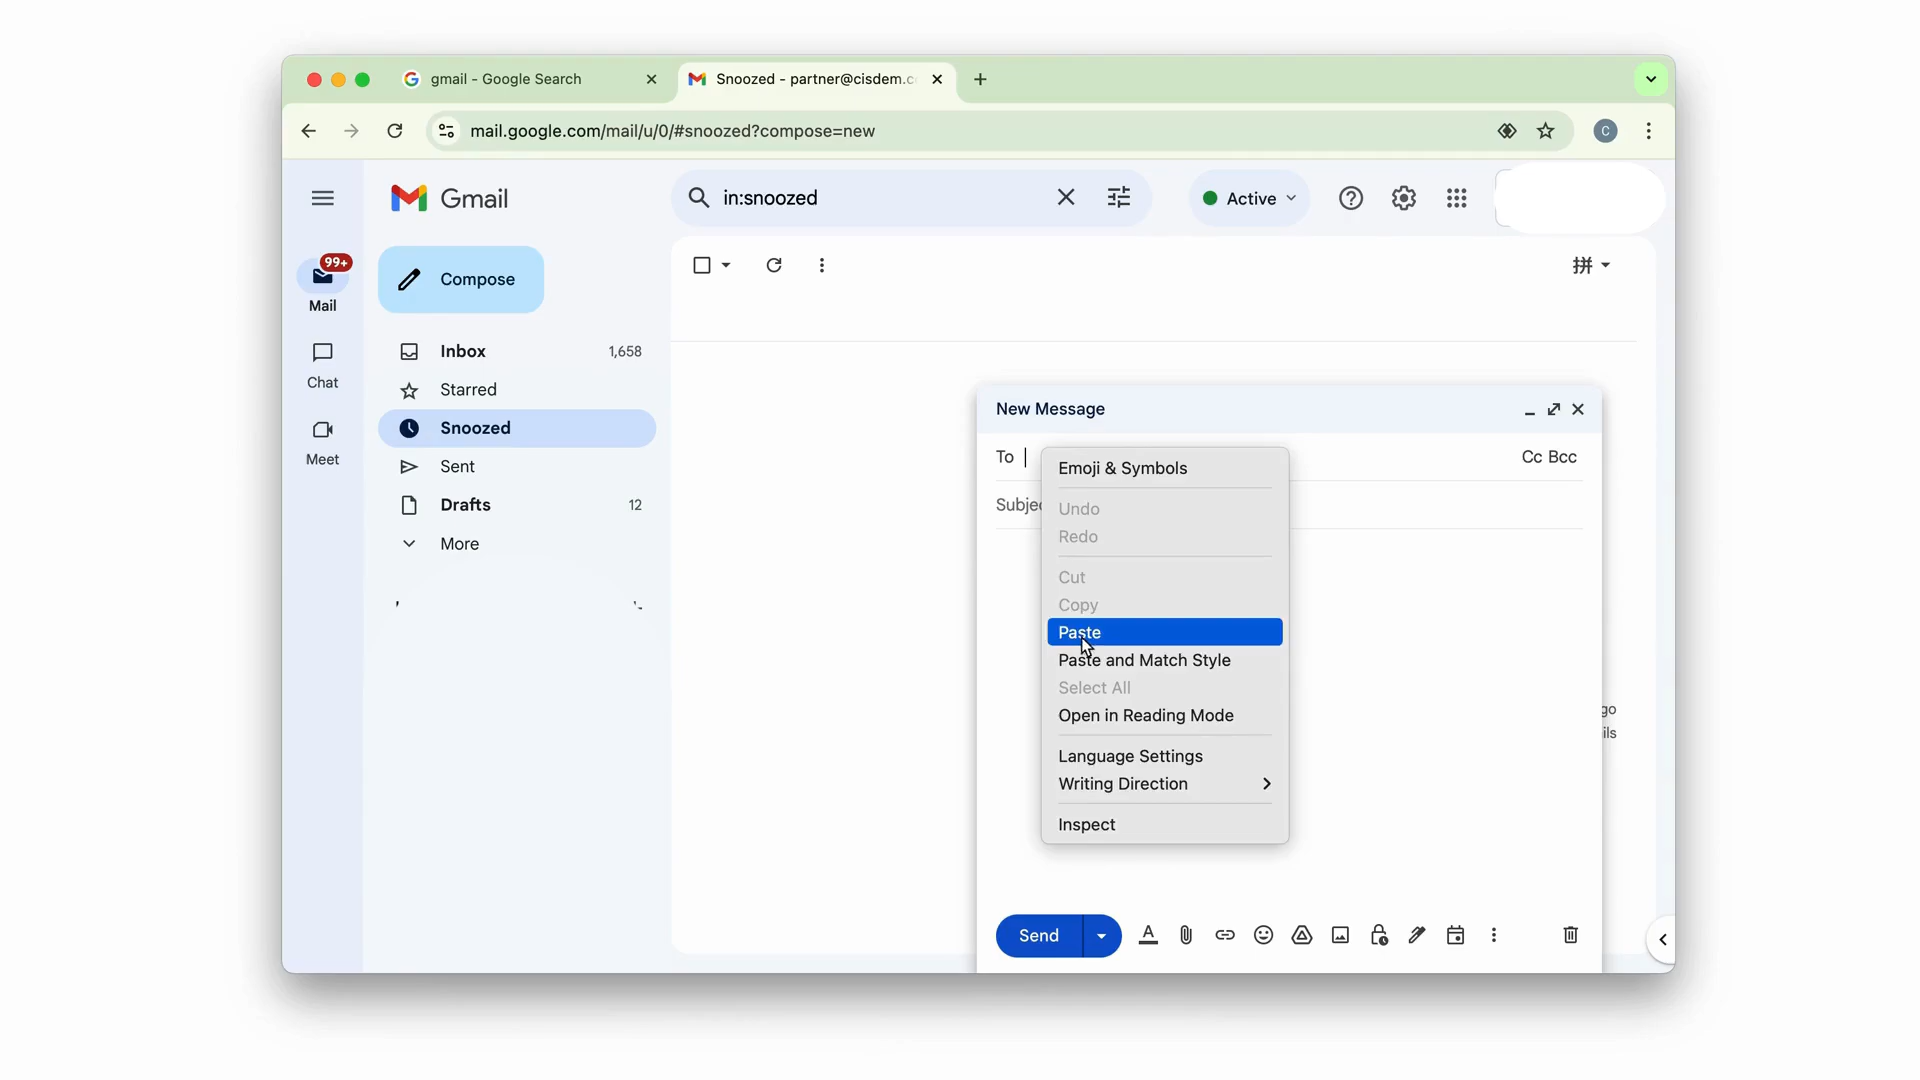 gmail - Google Search
Snoozed - partner@cisdem.c
mail.google.com/mail/u/0/#snoozed?compose=new
C
Gmail
in:snoozed
Active
99+
Mail
Chat
Meet
Compose
Inbox 1,658
Starred
Snoozed
Sent
Drafts 12
More
拼
New Message
To
Cc Bcc
Subjec
Emoji & Symbols
Undo
Redo
Cut
Copy
Paste
Paste and Match Style
Select All
Open in Reading Mode
Language Settings
Writing Direction
Inspect
go
ils
Send